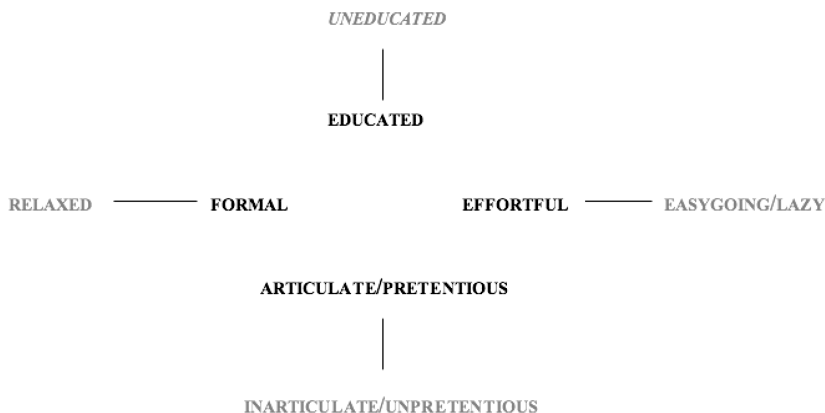 UNEDUCATED
EDUCATED
RELAXED FORMAL EFFORTFUL EASYGOING/LAZY
ARTICULATE/PRETENTIOUS
INARTICULATE/UNPRETENTIOUS